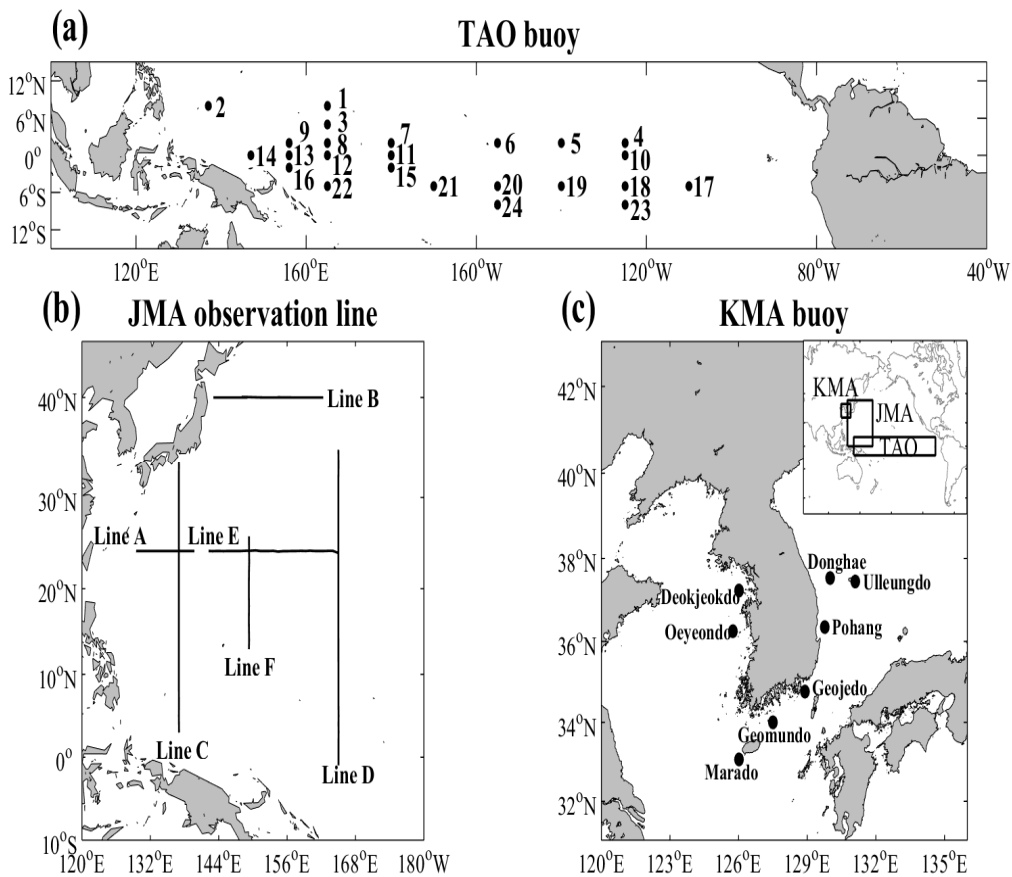 (a) TAO buoy
12°N
6°N
0°
6°S
12°S
1
2
3
9
7
8
6
5
4
14
13
12
11
10
16
15
22
21
20
19
18
17
24
23
120°E 160°E 160°W 120°W 80°W 40°W
(b) JMA observation line
40°N
30°N
20°N
10°N
0°
10°S
Line B
Line A
Line E
Line F
Line C
Line D
120°E 132°E 144°E 156°E 168°E 180°W
(c) KMA buoy
42°N
40°N
38°N
36°N
34°N
32°N
KMA
JMA
TAO
Donghae
Ulleungdo
Deokjeokdo
Oeyeondo
Pohang
Geojedo
Geomundo
Marado
120°E 123°E 126°E 129°E 132°E 135°E